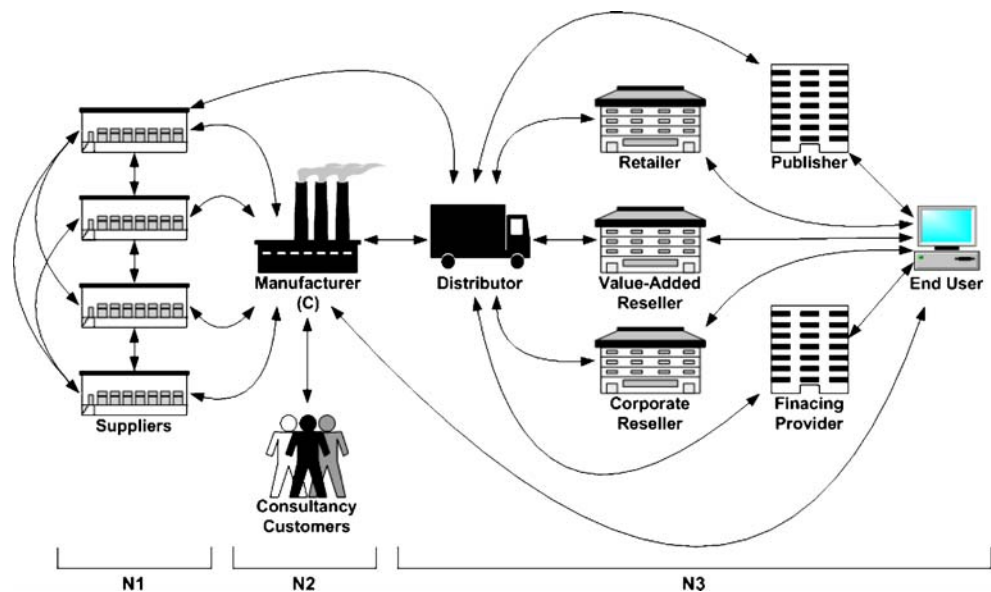 Retailer
Publisher
Manufacturer
(C)
Distributor
Value-Added
Reseller
End User
Suppliers
Corporate
Reseller
Finacing
Provider
Consultancy
Customers
N1
N2
N3